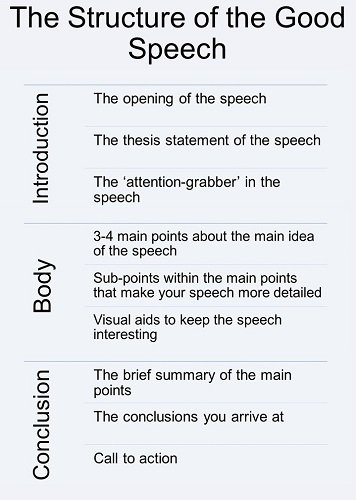 The Structure of the Good
Speech
Introduction
The opening of the speech
The thesis statement of the speech
The ‘attention-grabber’ in the
speech
Body
3-4 main points about the main idea
of the speech
Sub-points within the main points
that make your speech more detailed
Visual aids to keep the speech
interesting
Conclusion
The brief summary of the main
points
The conclusions you arrive at
Call to action